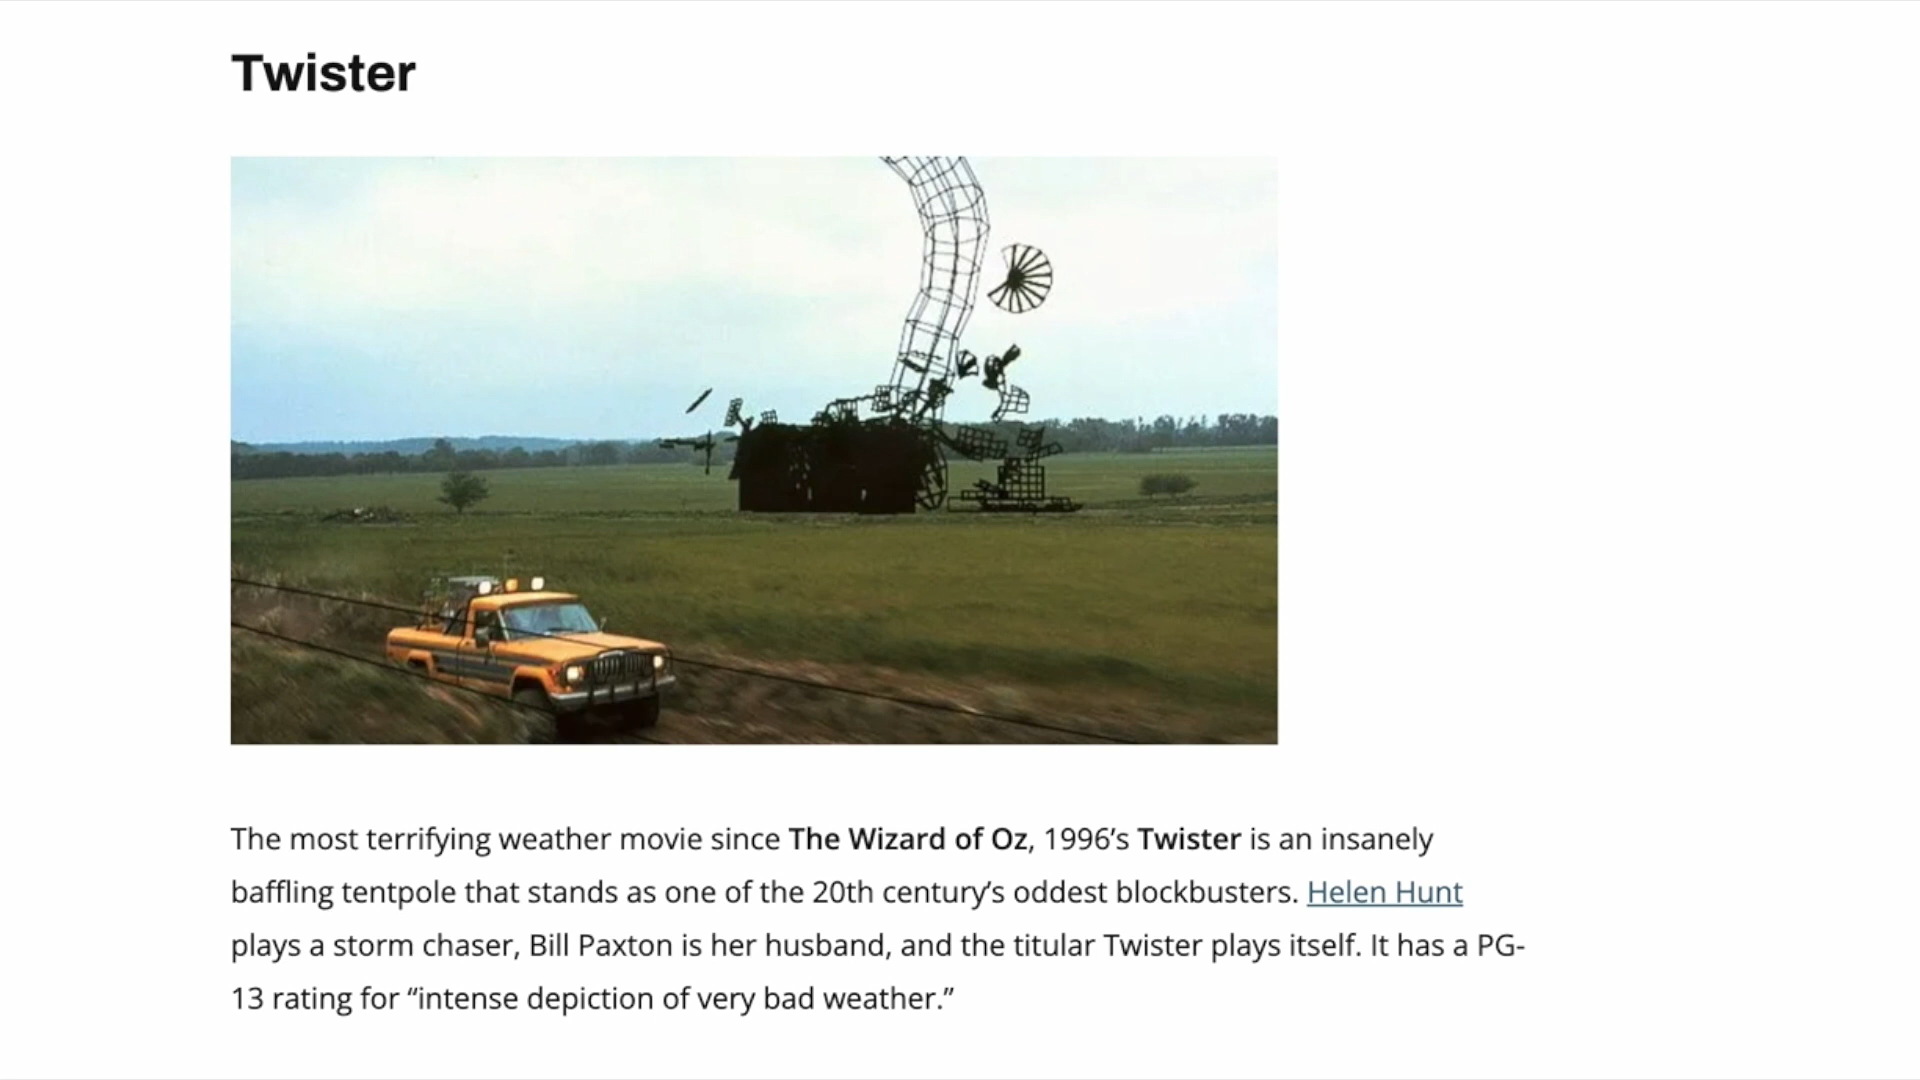 Twister
The most terrifying weather movie since The Wizard of Oz, 1996’s Twister is an insanely
baffling tentpole that stands as one of the 20th century’s oddest blockbusters. Helen Hunt
plays a storm chaser, Bill Paxton is her husband, and the titular Twister plays itself. It has a PG-
13 rating for “intense depiction of very bad weather.”